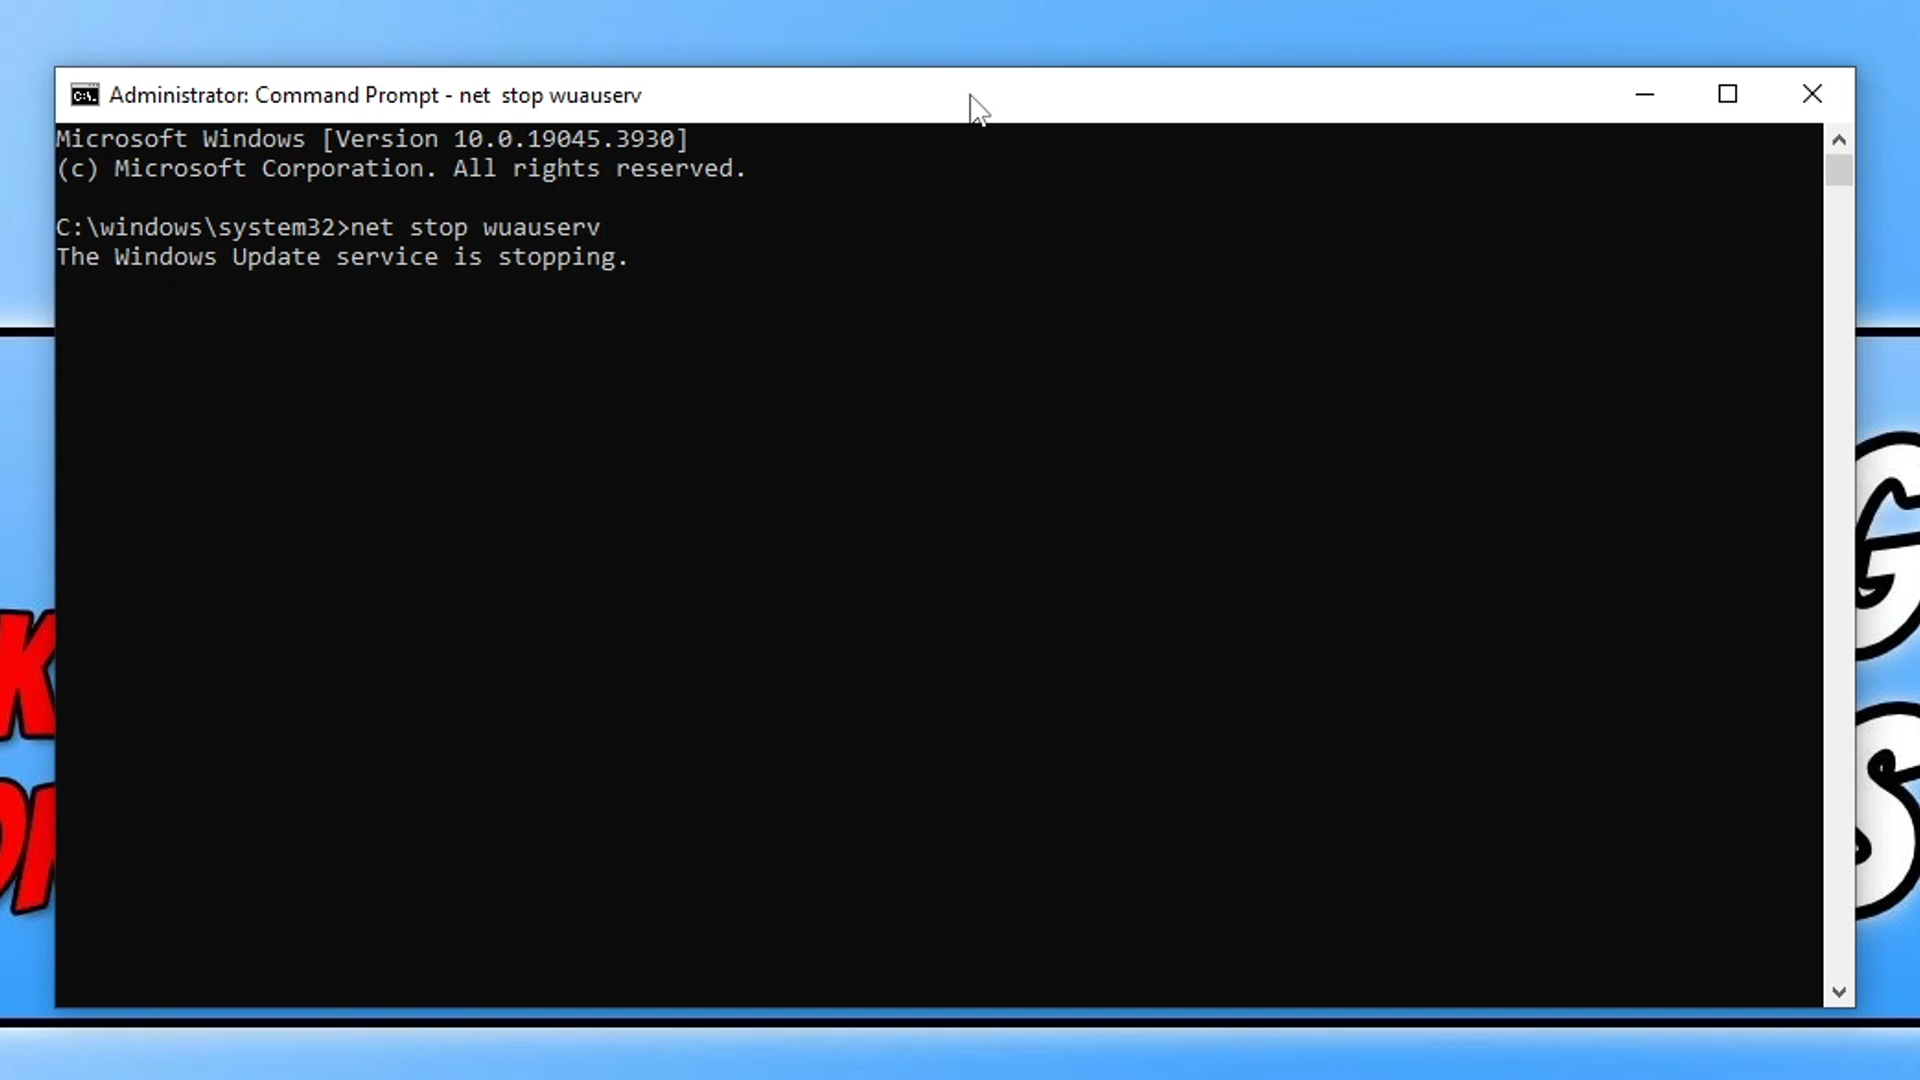 Administrator: Command Prompt - net  stop wuauserv
Microsoft Windows [Version 10.0.19045.3930]
(c) Microsoft Corporation. All rights reserved.
C:\windows\system32>net stop wuauserv
The Windows Update service is stopping.